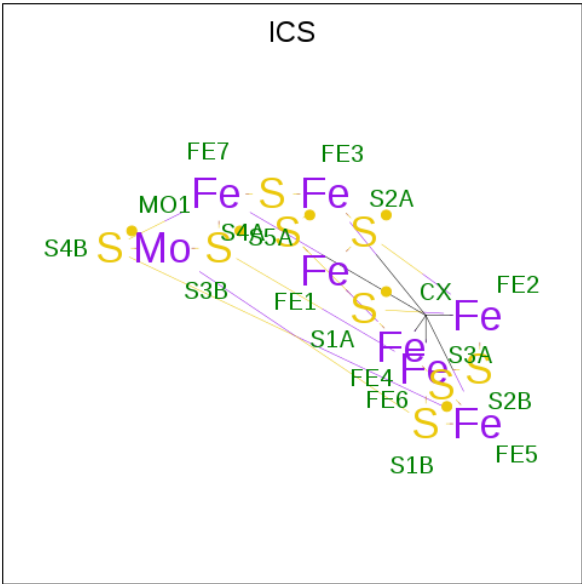 ICS
FE7
FE3
Fe S Fe
S2A
MO1
S4A
S5A
S
S
S4B
S Mo S
Fe
CX
FE2
S3B
FE1
S
Fe
S1A
Fe
S3A
FE4
Fe
S
FE6
S
S2B
S Fe
FE5
S1B